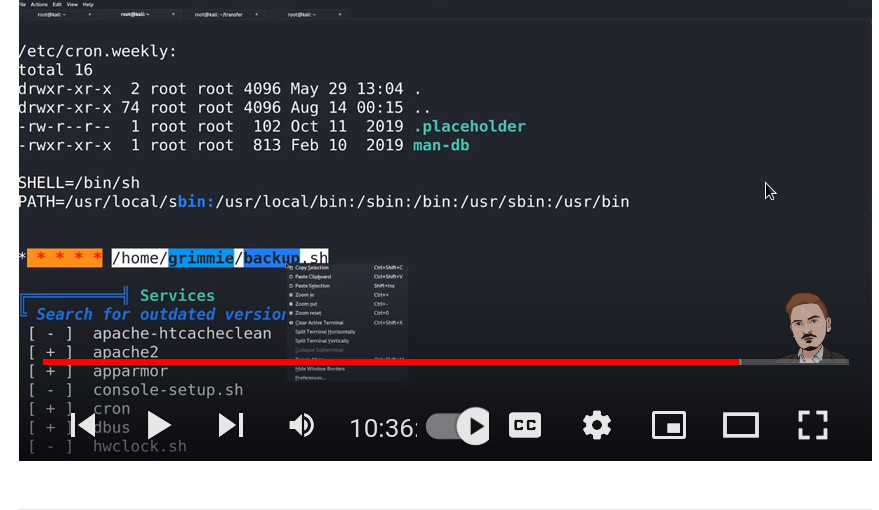 File Actions Edit View Help
root@kali: ~ × root@kali: ~ × root@kali: ~/transfer × root@kali: ~ ×
/etc/cron.weekly:
total 16
drwxr-xr-x 2 root root 4096 May 29 13:04 .
drwxr-xr-x 74 root root 4096 Aug 14 00:15 ..
-rw-r--r-- 1 root root 102 Oct 11 2019 .placeholder
-rwxr-xr-x 1 root root 813 Feb 10 2019 man-db
SHELL=/bin/sh
PATH=/usr/local/sbin:/usr/local/bin:/sbin:/bin:/usr/sbin:/usr/bin
* * * * * /home/grimmie/backup.sh
Copy Selection Ctrl+Shift+C
Paste Clipboard Ctrl+Shift+V
Paste Selection Shift+Ins
Zoom in Ctrl++
Zoom out Ctrl+-
Zoom reset Ctrl+0
Clear Active Terminal Ctrl+Shift+X
Split Terminal Horizontally
Split Terminal Vertically
Collapse Subterminal
Hide Window Borders
Preferences...
Services
Search for outdated version
[ - ] apache-htcacheclean
[ + ] apache2
[ + ] apparmor
[ - ] console-setup.sh
[ + ] cron
[ + ] dbus
[ - ] hwclock.sh
10:36
CC